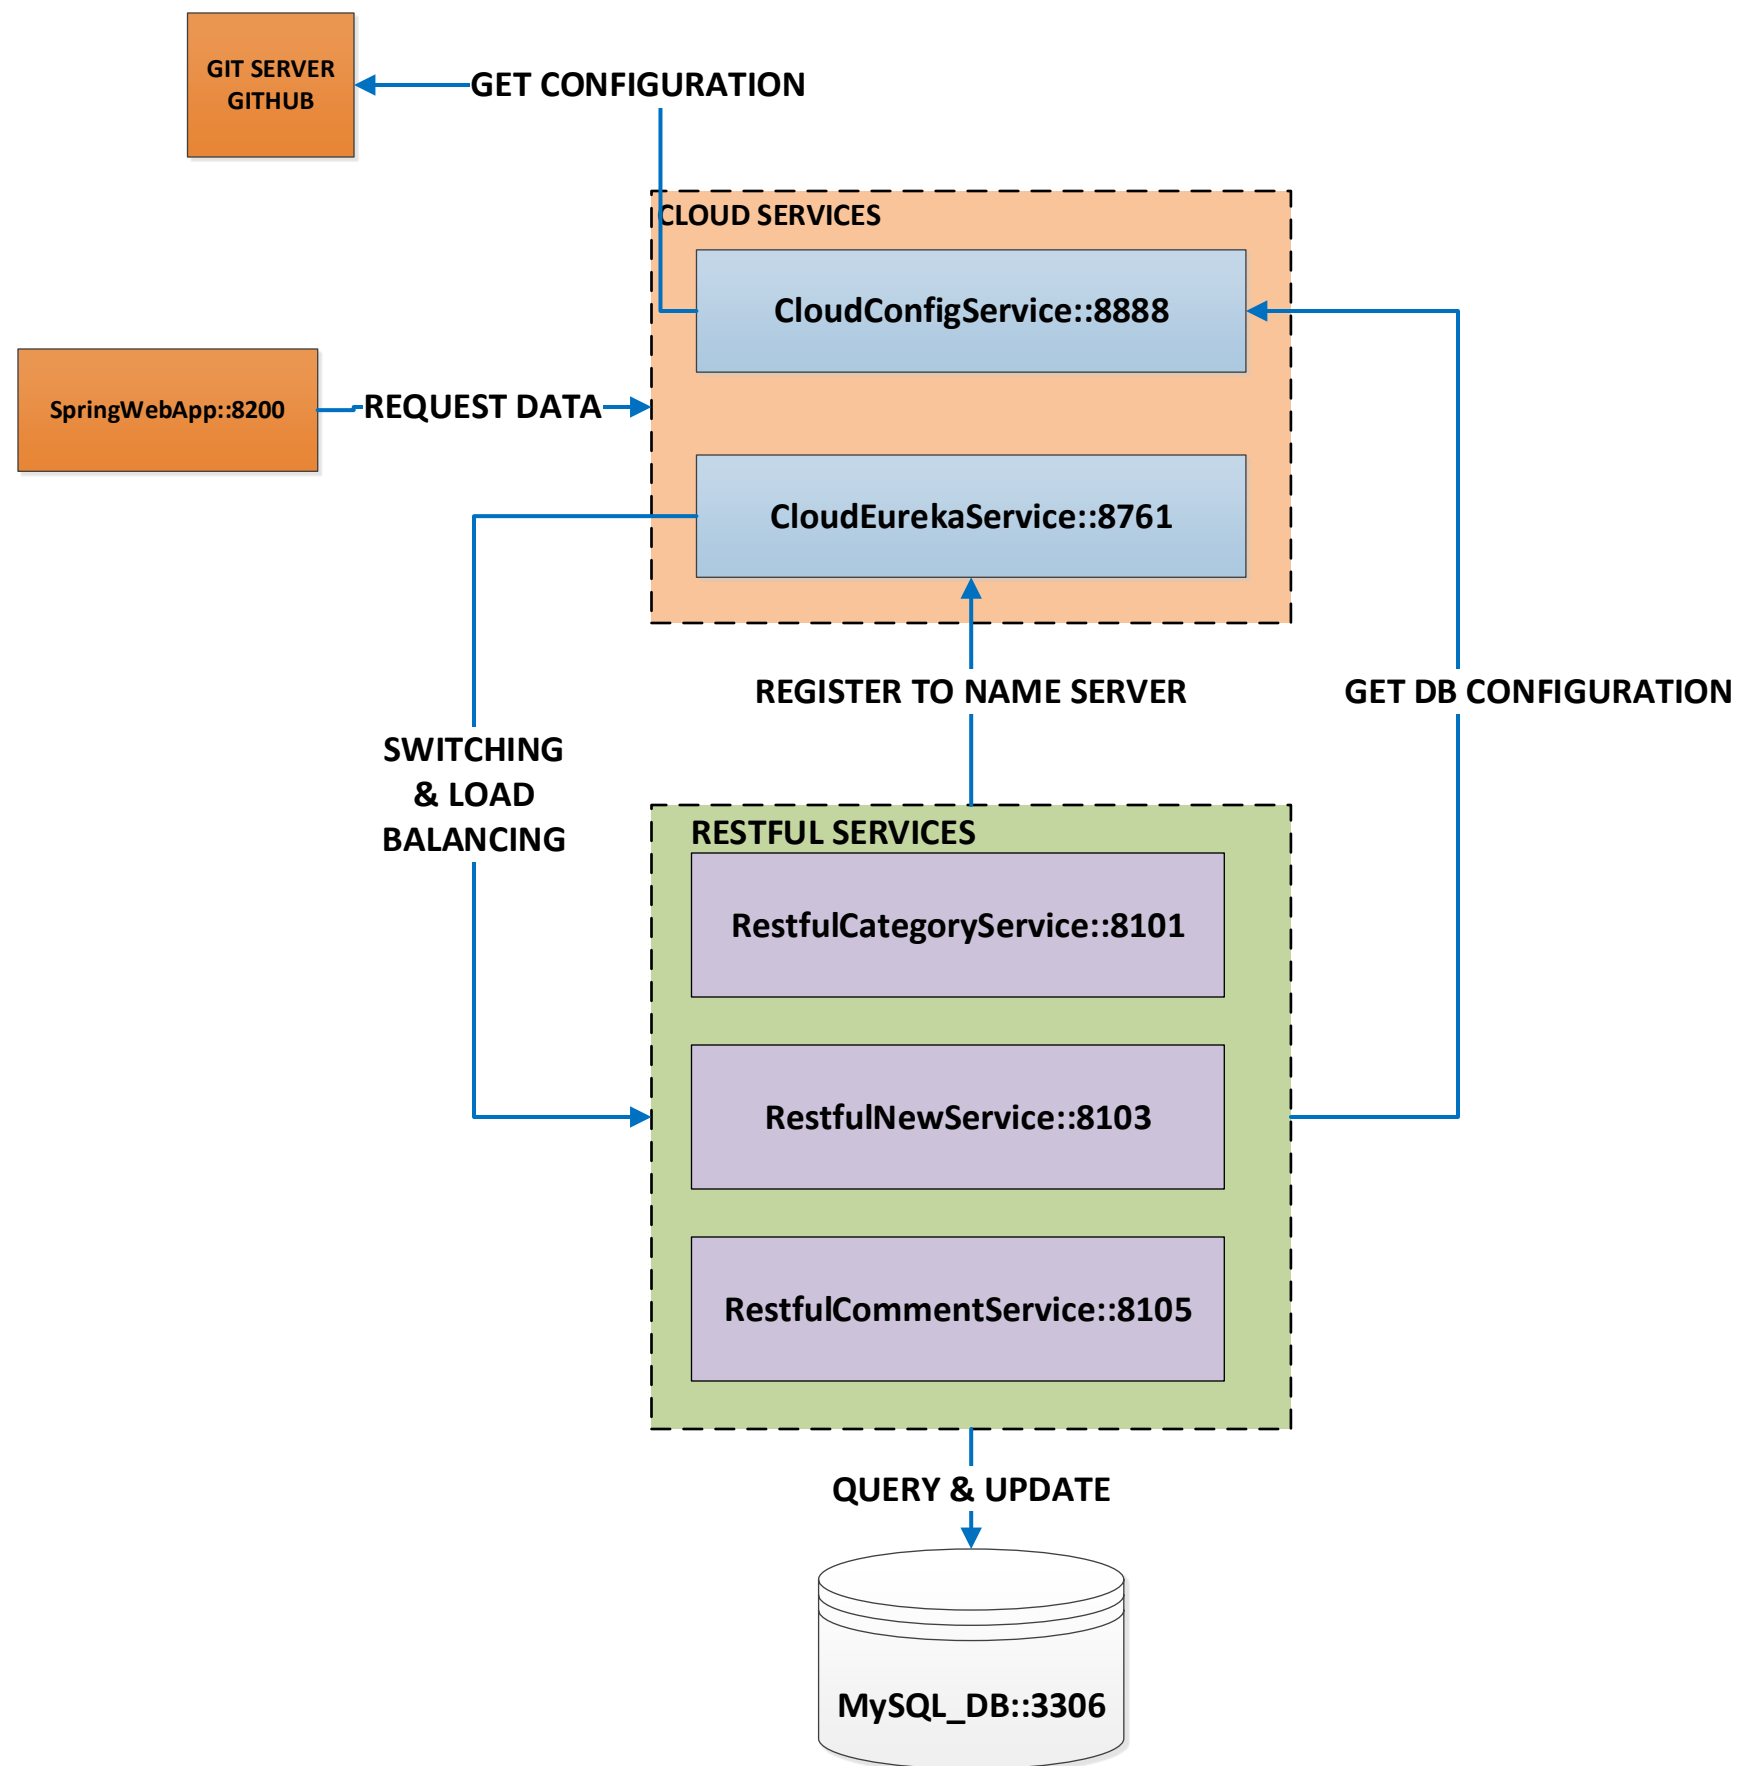 GIT SERVER
GITHUB
GET CONFIGURATION
CLOUD SERVICES
CloudConfigService::8888
SpringWebApp::8200
REQUEST DATA
CloudEurekaService::8761
REGISTER TO NAME SERVER
GET DB CONFIGURATION
SWITCHING
& LOAD
BALANCING
RESTFUL SERVICES
RestfulCategoryService::8101
RestfulNewService::8103
RestfulCommentService::8105
QUERY & UPDATE
MySQL_DB::3306